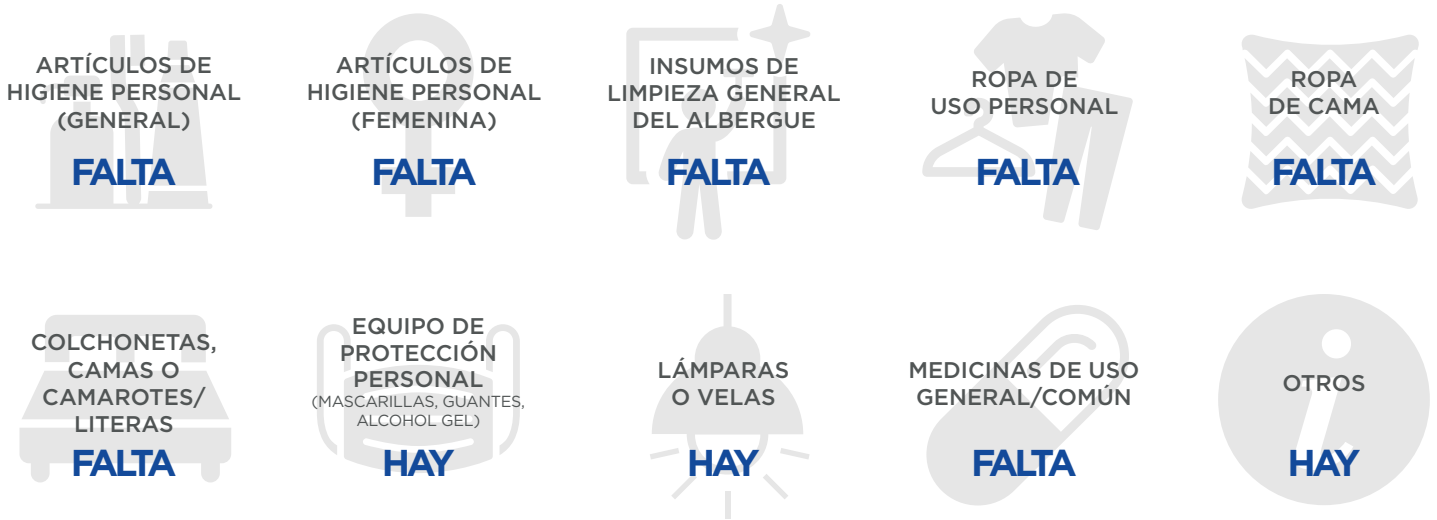 ARTÍCULOS DE
HIGIENE PERSONAL
(GENERAL)
FALTA
ARTÍCULOS DE
HIGIENE PERSONAL
(FEMENINA)
FALTA
INSUMOS DE
LIMPIEZA GENERAL
DEL ALBERGUE
FALTA
ROPA DE
USO PERSONAL
FALTA
ROPA
DE CAMA
FALTA
COLCHONETAS,
CAMAS O
CAMAROTES/
LITERAS
FALTA
EQUIPO DE
PROTECCIÓN
PERSONAL
(MASCARILLAS, GUANTES,
ALCOHOL GEL)
HAY
LÁMPARAS
O VELAS
HAY
MEDICINAS DE USO
GENERAL/COMÚN
FALTA
OTROS
HAY